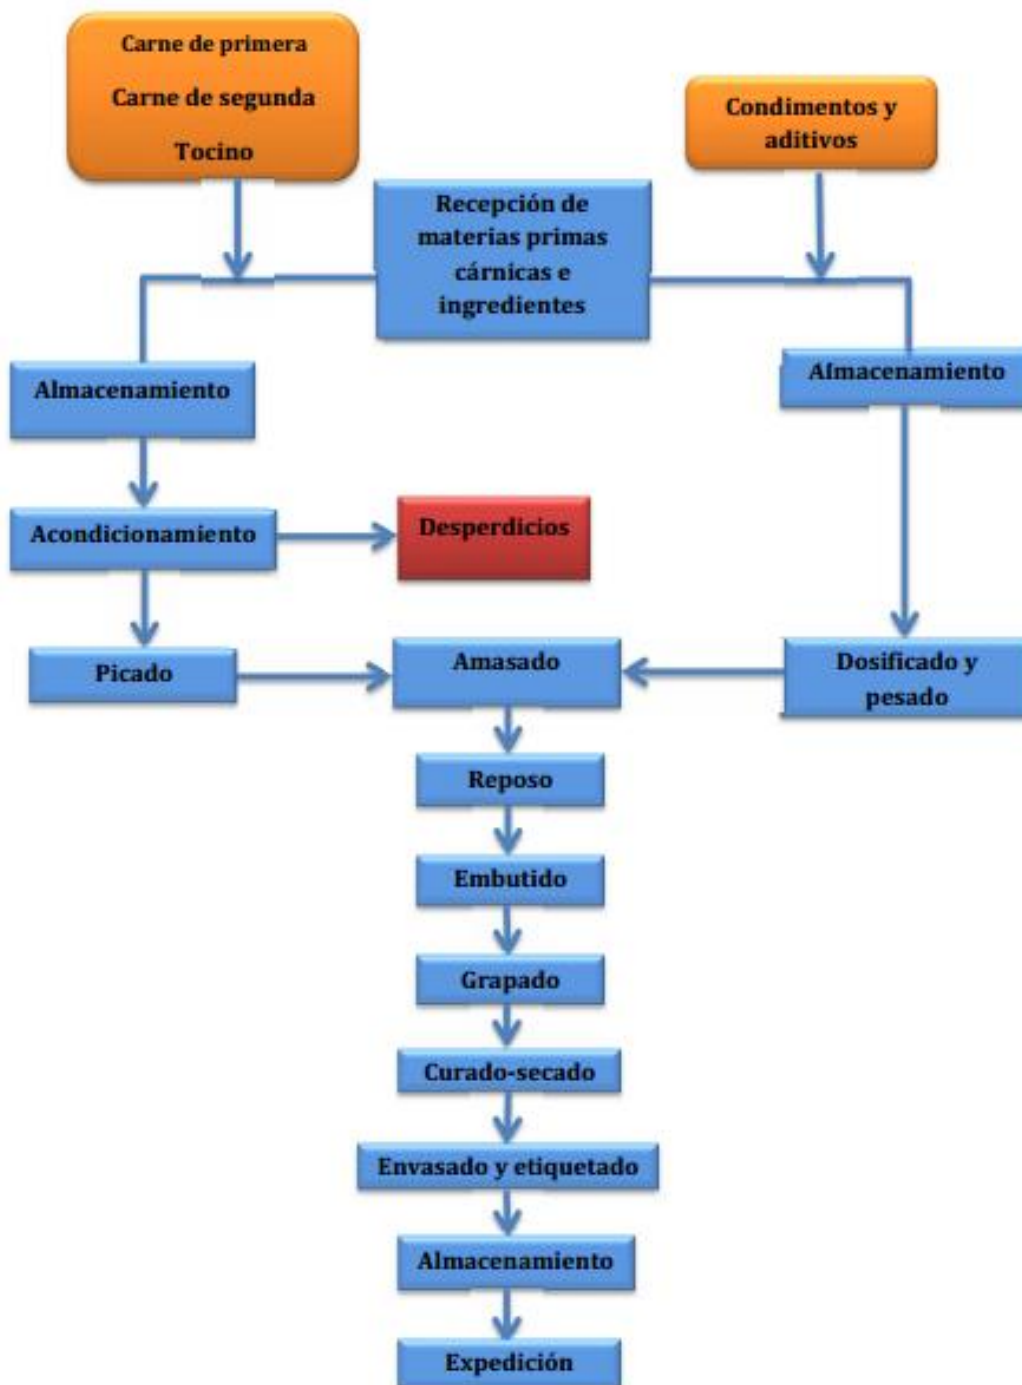 Carne de primera
Carne de segunda
Tocino
Condimentos y
aditivos
Recepción de
materias primas
cárnicas e
ingredientes
Almacenamiento
Almacenamiento
Acondicionamiento
Desperdicios
Picado
Amasado
Dosificado y
pesado
Reposo
Embutido
Grapado
Curado-secado
Envasado y etiquetado
Almacenamiento
Expedición